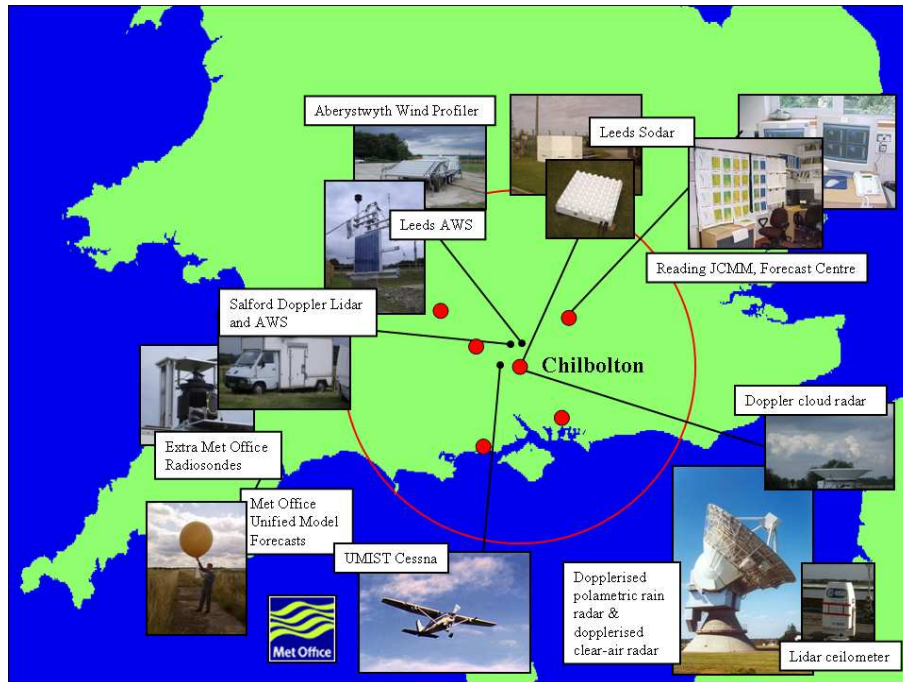 Aberystwyth Wind Profiler
Leeds Sodar
Leeds AWS
Reading JCMM, Forecast Centre
Salford Doppler Lidar
and AWS
Chilbolton
Doppler cloud radar
Extra Met Office
Radiosondes
Met Office
Unified Model
Forecasts
UMIST Cessna
Dopplerised
polametric rain
radar &
dopplerised
clear-air radar
Met Office
Lidar ceilometer